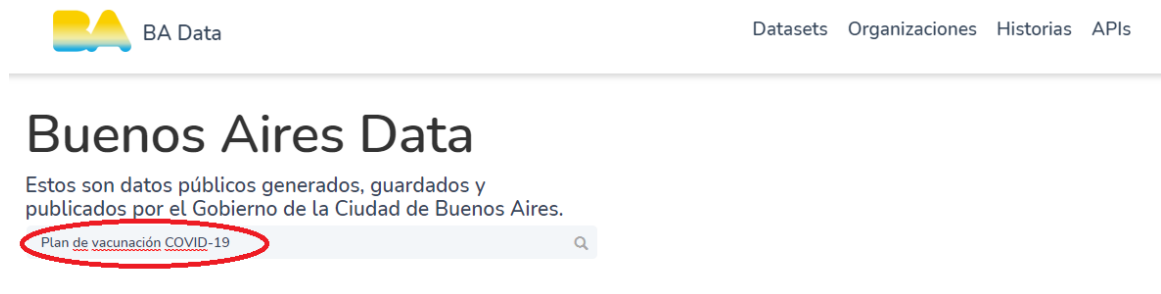 BA BA Data Datasets Organizaciones Historias APIs
Buenos Aires Data
Estos son datos públicos generados, guardados y
publicados por el Gobierno de la Ciudad de Buenos Aires.
Plan de vacunación COVID-19